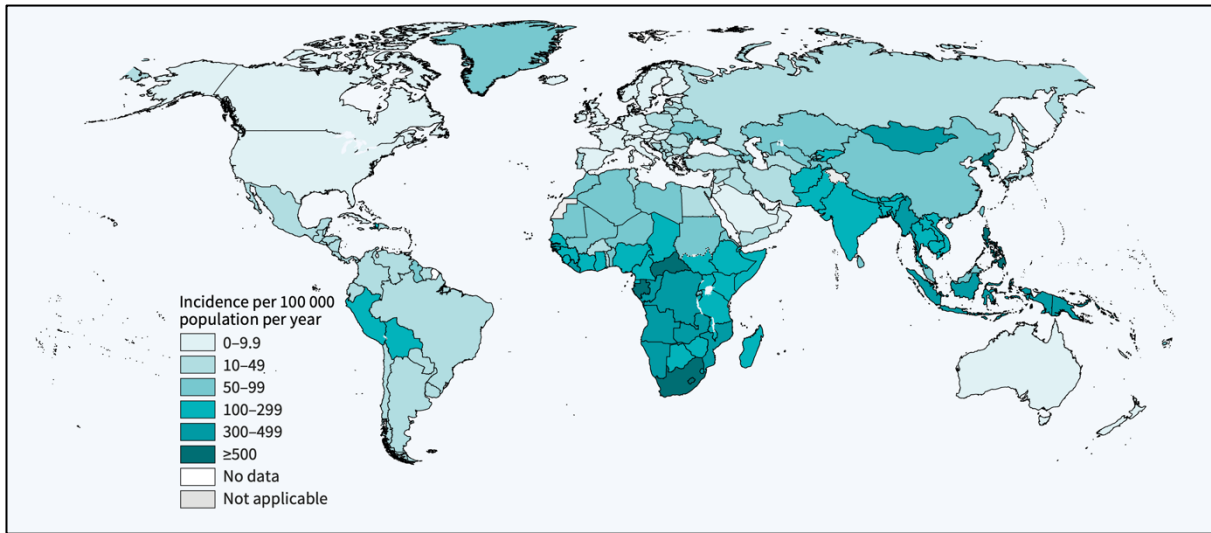 Incidence per 100 000
population per year
0–9.9
10–49
50–99
100–299
300–499
≥500
No data
Not applicable